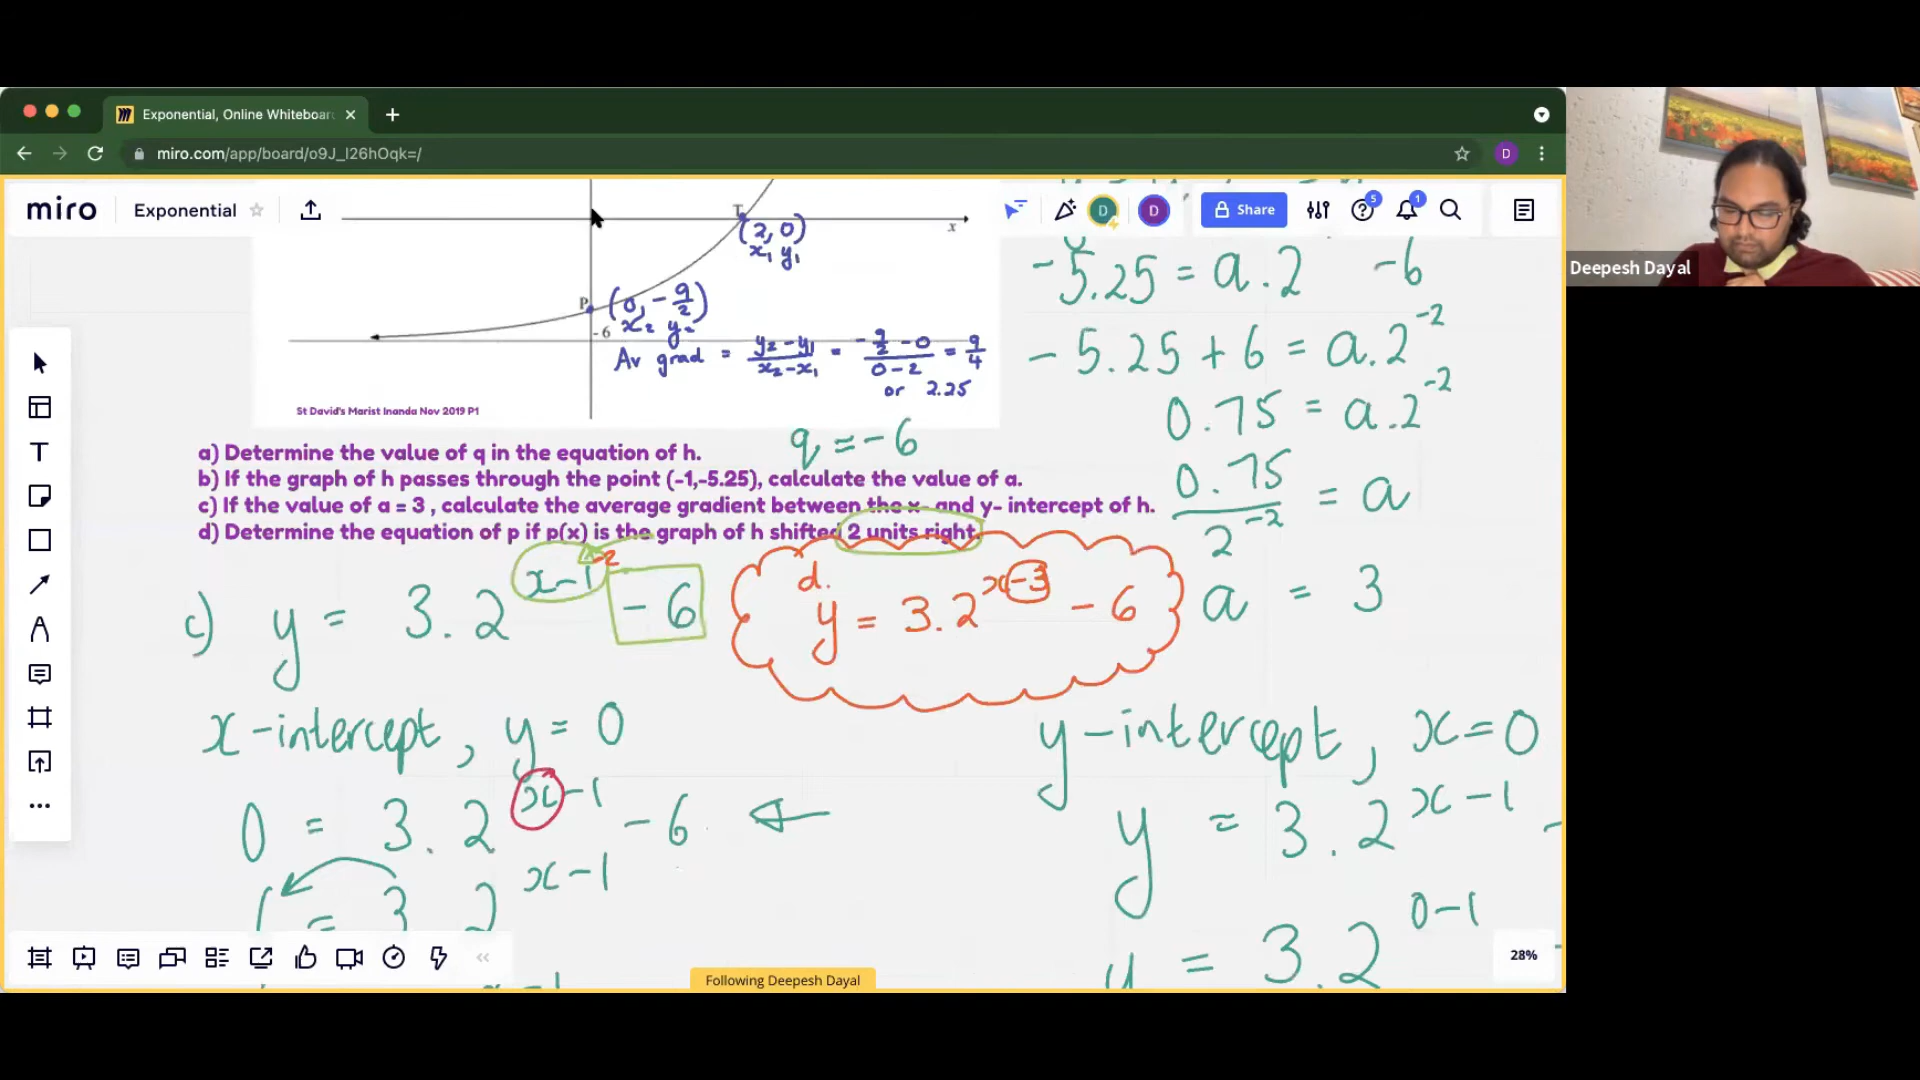 Exponential, Online Whiteboar
miro.com/app/board/o9J_l26hOqk=/
D
miro
Exponential
D
D
Share
5
1
Deepesh Dayal
T
x
(2, 0)
x₁ y₁
P
(0, -9/2)
x₂ y₂
-6
Av grad = (y₂-y₁)/(x₂-x₁) = (-9/2 -0)/(0-2) = 9/4
or 2.25
St David's Marist Inanda Nov 2019 P1
-5.25 = a.2 -6
-5.25 + 6 = a.2^-2
0.75 = a.2^-2
0.75/2^-2 = a
a = 3
q = -6
a) Determine the value of q in the equation of h.
b) If the graph of h passes through the point (-1,-5.25), calculate the value of a.
c) If the value of a = 3 , calculate the average gradient between the x- and y- intercept of h.
d) Determine the equation of p if p(x) is the graph of h shifted 2 units right.
c) y = 3.2^x-1-2 -6
d.
y = 3.2^x-3 - 6
x-intercept, y = 0
0 = 3.2^x-1 - 6
= 3 2^x-1
y-intercept, x = 0
y = 3.2^x-1 -
y = 3.2^0-1
28%
Following Deepesh Dayal